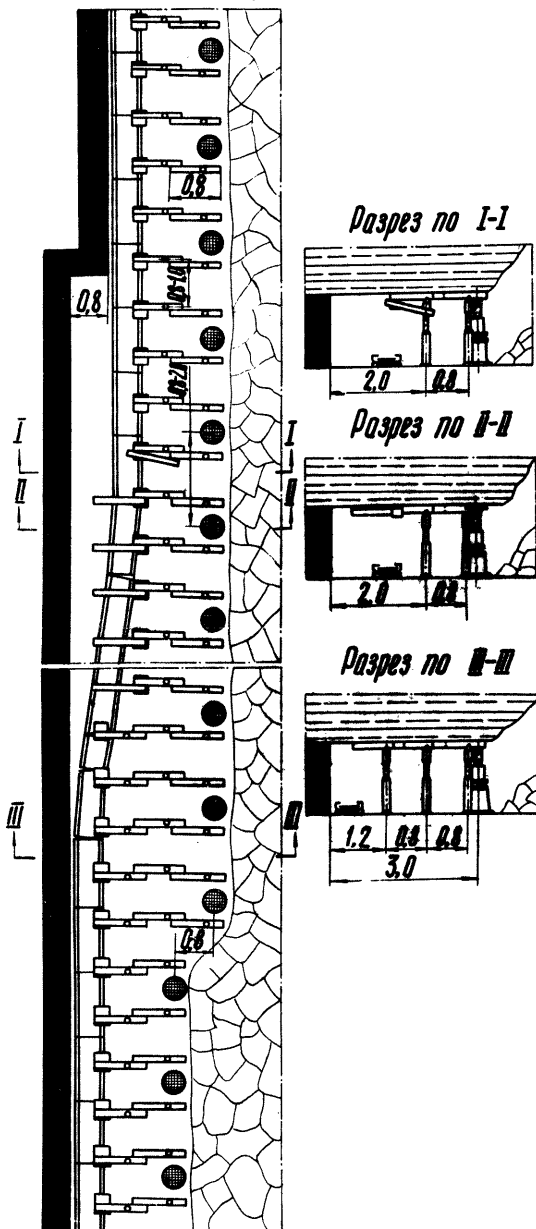 0,8
0,8
I I
II II
III III
0,8
Разрез по I-I
2,0 0,8
Разрез по II-II
2,0 0,8
Разрез по III-III
1,2 0,8 0,8
3,0